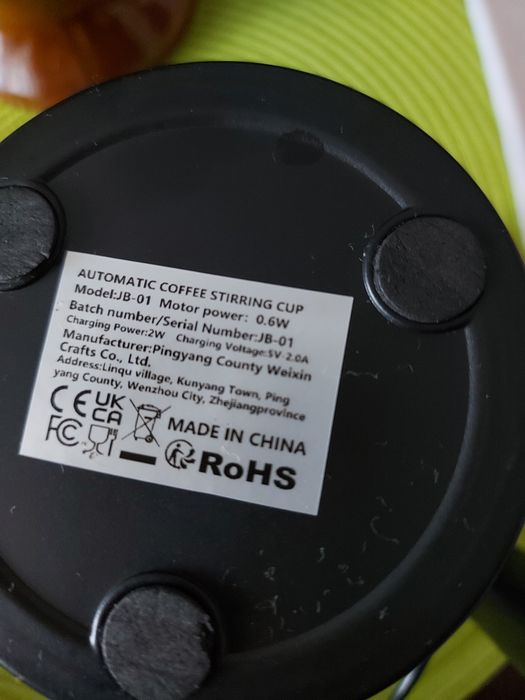 AUTOMATIC COFFEE STIRRING CUP
Model:JB-01 Motor power: 0.6W
Batch number/Serial Number:JB-01
Charging Power:2W Charging Voltage:5V-2.0A
Manufacturer:Pingyang County Weixin
Crafts Co., Ltd.
Address:Linqu village, Kunyang Town, Ping
yang County, Wenzhou City, Zhejiangprovince
CE UK
CA
FC MADE IN CHINA
RoHS